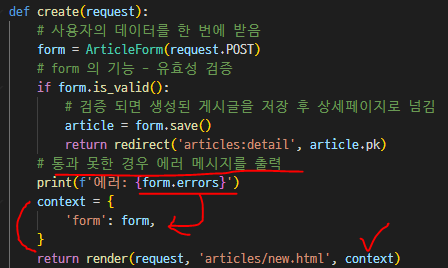 def create(request):
# 사용자의 데이터를 한 번에 받음
form = ArticleForm(request.POST)
# form 의 기능 - 유효성 검증
if form.is_valid():
# 검증 되면 생성된 게시글을 저장 후 상세페이지로 넘김
article = form.save()
return redirect('articles:detail', article.pk)
# 통과 못한 경우 에러 메시지를 출력
print(f'에러: {form.errors}')
context = {
'form': form,
}
return render(request, 'articles/new.html', context)